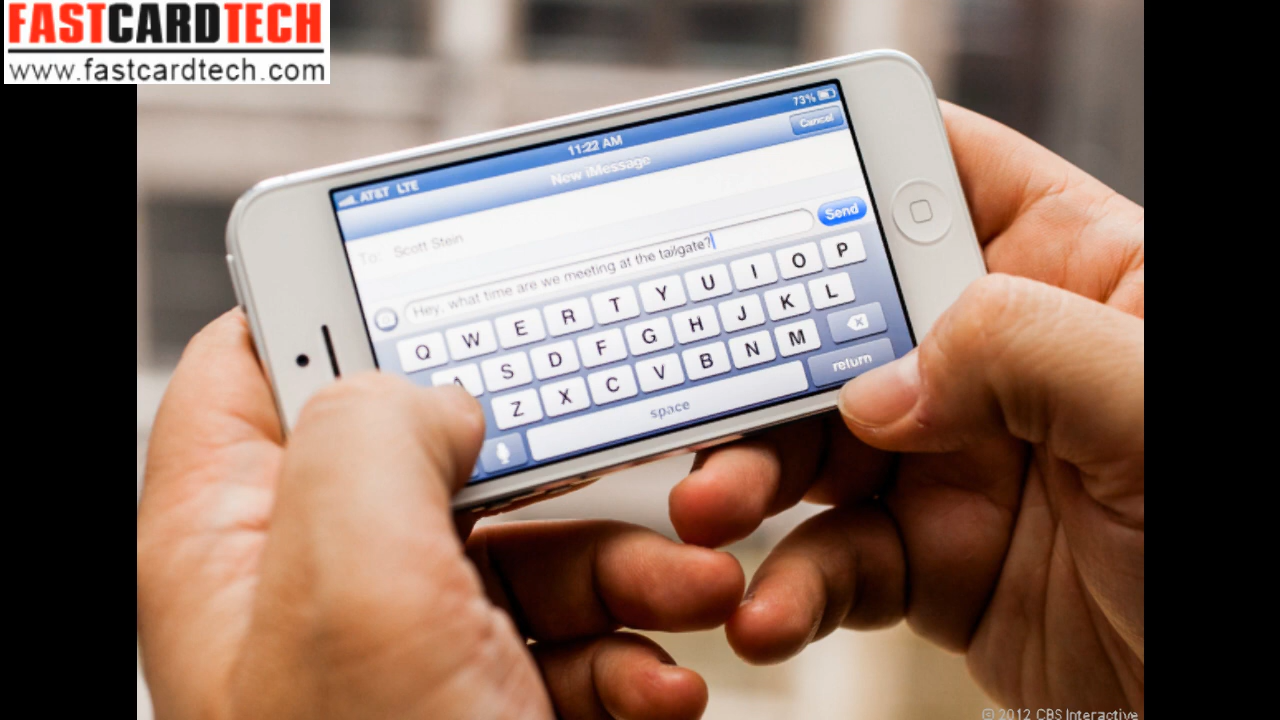 FASTCARDTECH
www.fastcardtech.com
AT&T LTE
11:22 AM
73%
New iMessage
Cancel
To: Scott Stein
Hey, what time are we meeting at the tailgate?
Send
Q W E R T Y U I O P
A S D F G H J K L
Z X C V B N M
space
return
© 2012 CBS Interactive